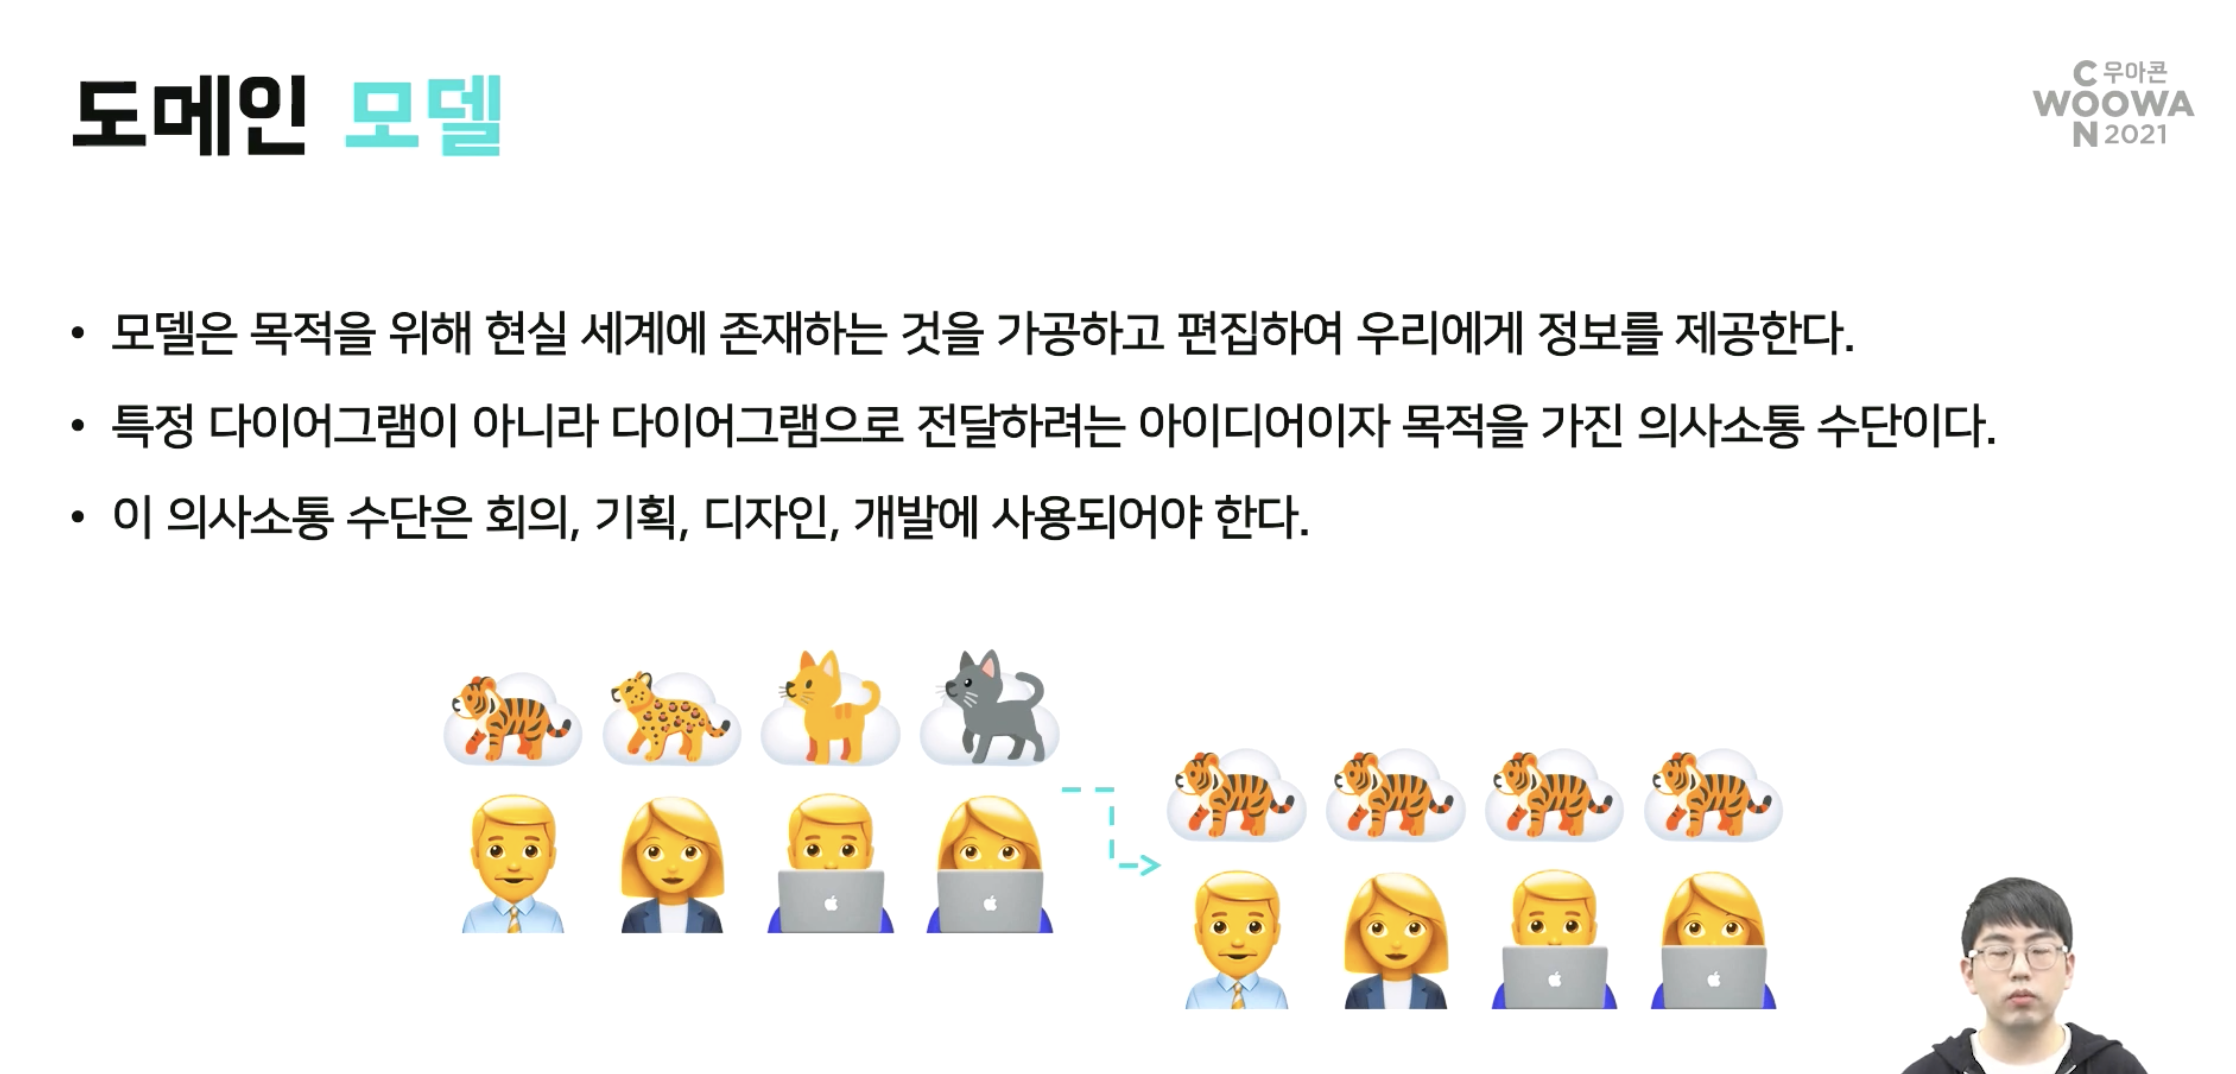 도메인 모델
C 우아콘
WOOWA
N 2021
• 모델은 목적을 위해 현실 세계에 존재하는 것을 가공하고 편집하여 우리에게 정보를 제공한다.
• 특정 다이어그램이 아니라 다이어그램으로 전달하려는 아이디어이자 목적을 가진 의사소통 수단이다.
• 이 의사소통 수단은 회의, 기획, 디자인, 개발에 사용되어야 한다.